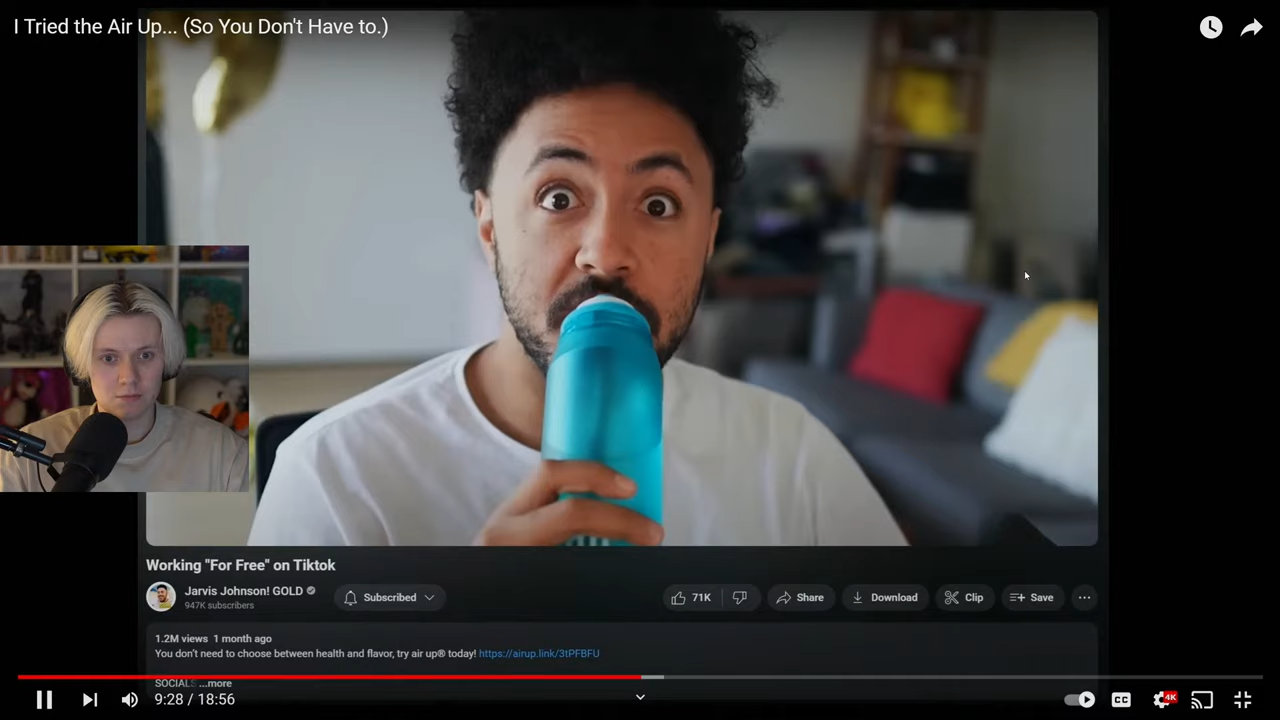 I Tried the Air Up... (So You Don't Have to.)
Working "For Free" on Tiktok
Jarvis Johnson! GOLD
947K subscribers
Subscribed
71K
Share
Download
Clip
Save
1.2M views 1 month ago
You don't need to choose between health and flavor, try air up® today! https://airup.link/3tPFBFU
SOCIALS ...more
9:28 / 18:56
CC
4K